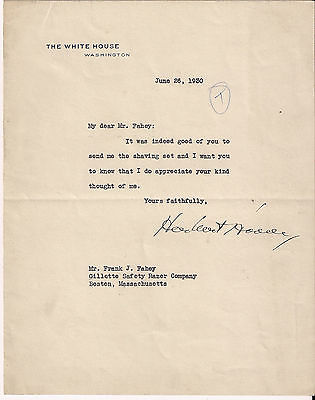 THE WHITE HOUSE
WASHINGTON
June 26, 1930
1
My dear Mr. Fahey:
It was indeed good of you to
send me the shaving set and I want you
to know that I do appreciate your kind
thought of me.
Yours faithfully,
Herbert Hoover
Mr. Frank J. Fahey
Gillette Safety Razor Company
Boston, Massachusetts